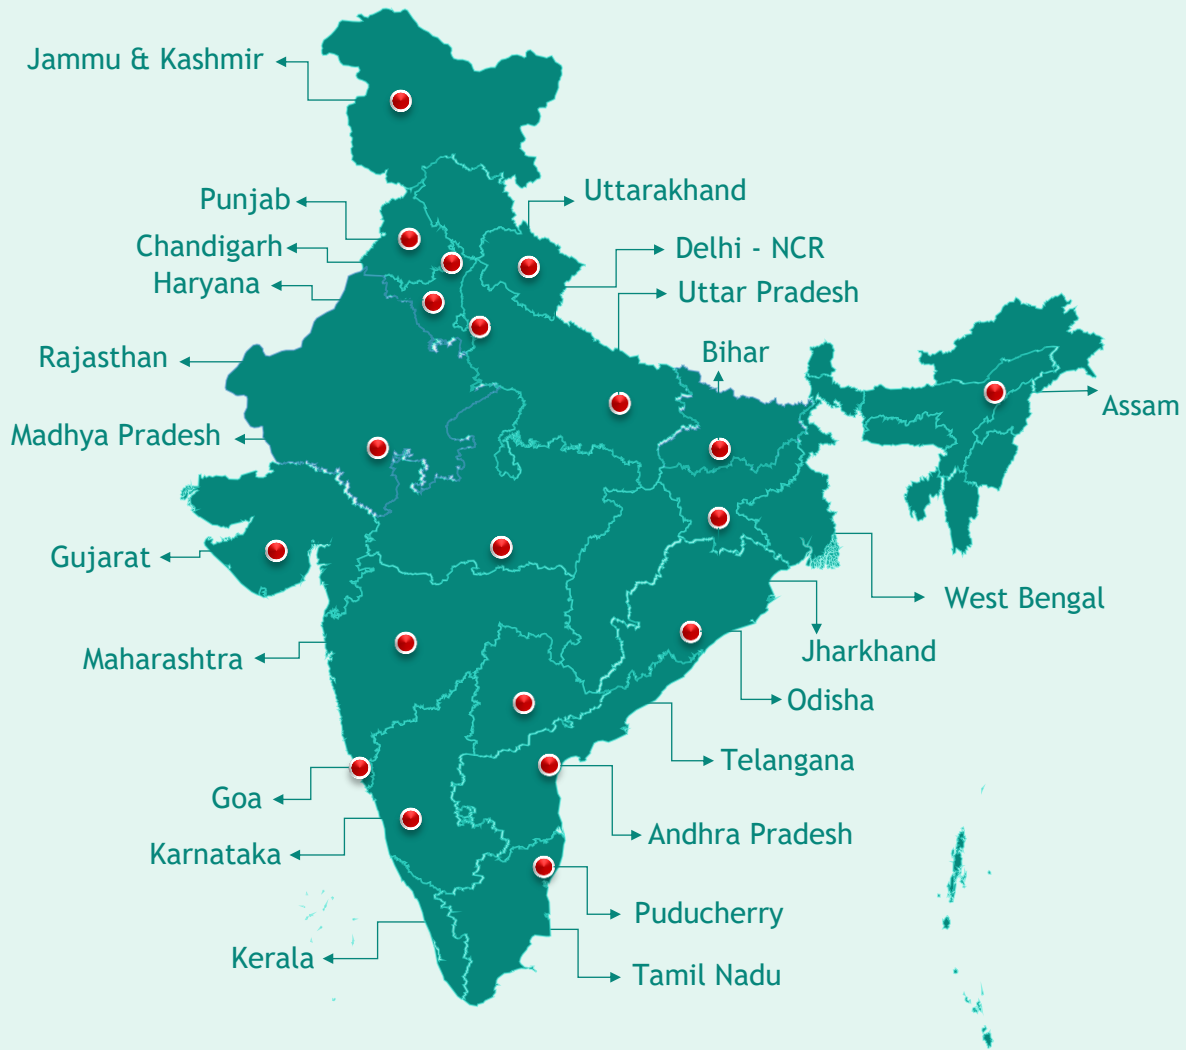 Jammu & Kashmir
Punjab
Uttarakhand
Chandigarh
Delhi - NCR
Haryana
Uttar Pradesh
Rajasthan
Bihar
Assam
Madhya Pradesh
Gujarat
West Bengal
Maharashtra
Jharkhand
Odisha
Telangana
Goa
Andhra Pradesh
Karnataka
Puducherry
Kerala
Tamil Nadu